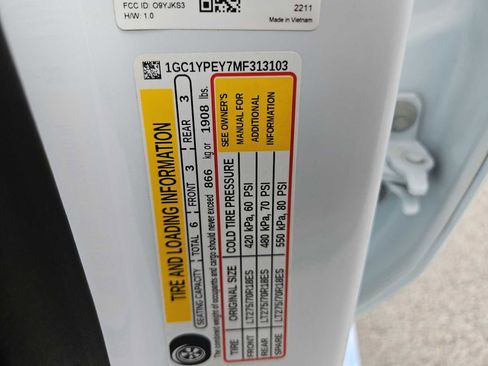 FCC ID: O9YJKS3
H/W: 1.0
2211
Made in Vietnam
1GC1YPEY7MF313103
TIRE AND LOADING INFORMATION
SEATING CAPACITY TOTAL 6 FRONT 3 REAR 3
The combined weight of occupants and cargo should never exceed 866 kg or 1908 lbs.
TIRE ORIGINAL SIZE COLD TIRE PRESSURE
FRONT LT275/70R18ES 420 kPa, 60 PSI
REAR LT275/70R18ES 480 kPa, 70 PSI
SPARE LT275/70R18ES 550 kPa, 80 PSI
SEE OWNER'S
MANUAL FOR
ADDITIONAL
INFORMATION